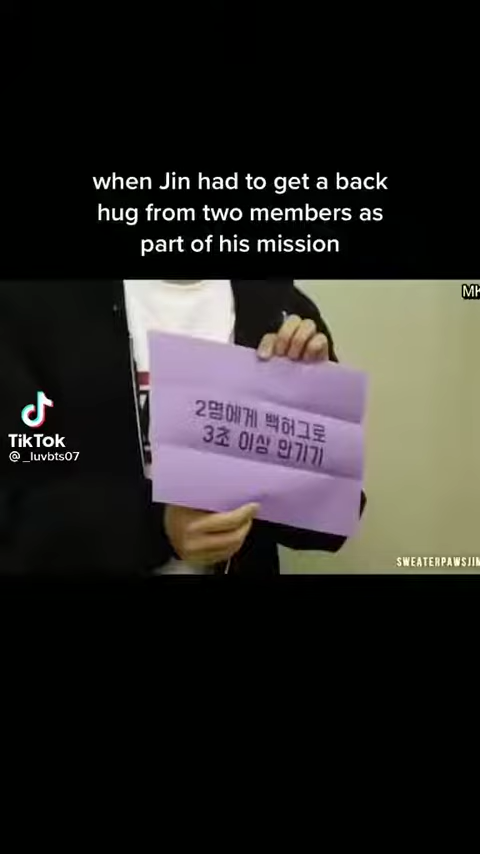 when Jin had to get a back
hug from two members as
part of his mission
MK
2명에게 백허그로
3초 이상 안기기
TikTok
@_luvbts07
SWEATERPAWSJIM